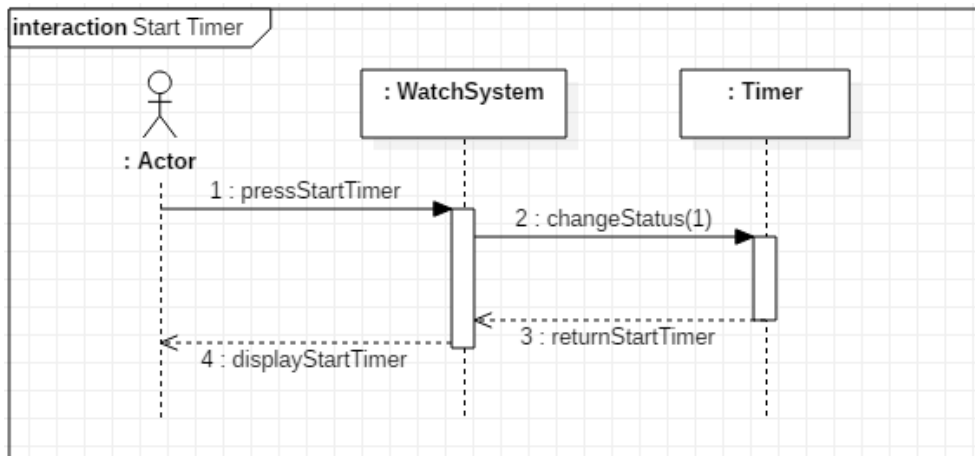 interaction Start Timer
: WatchSystem
: Timer
: Actor
1 : pressStartTimer
2 : changeStatus(1)
3 : returnStartTimer
4 : displayStartTimer